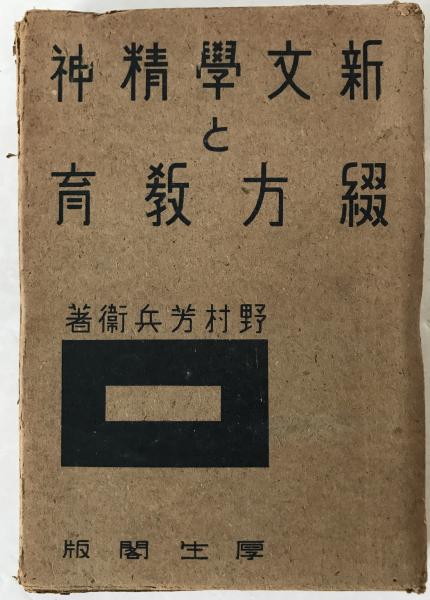 新文學精神
と
綴方教育
野村芳兵衞著
厚生閣版